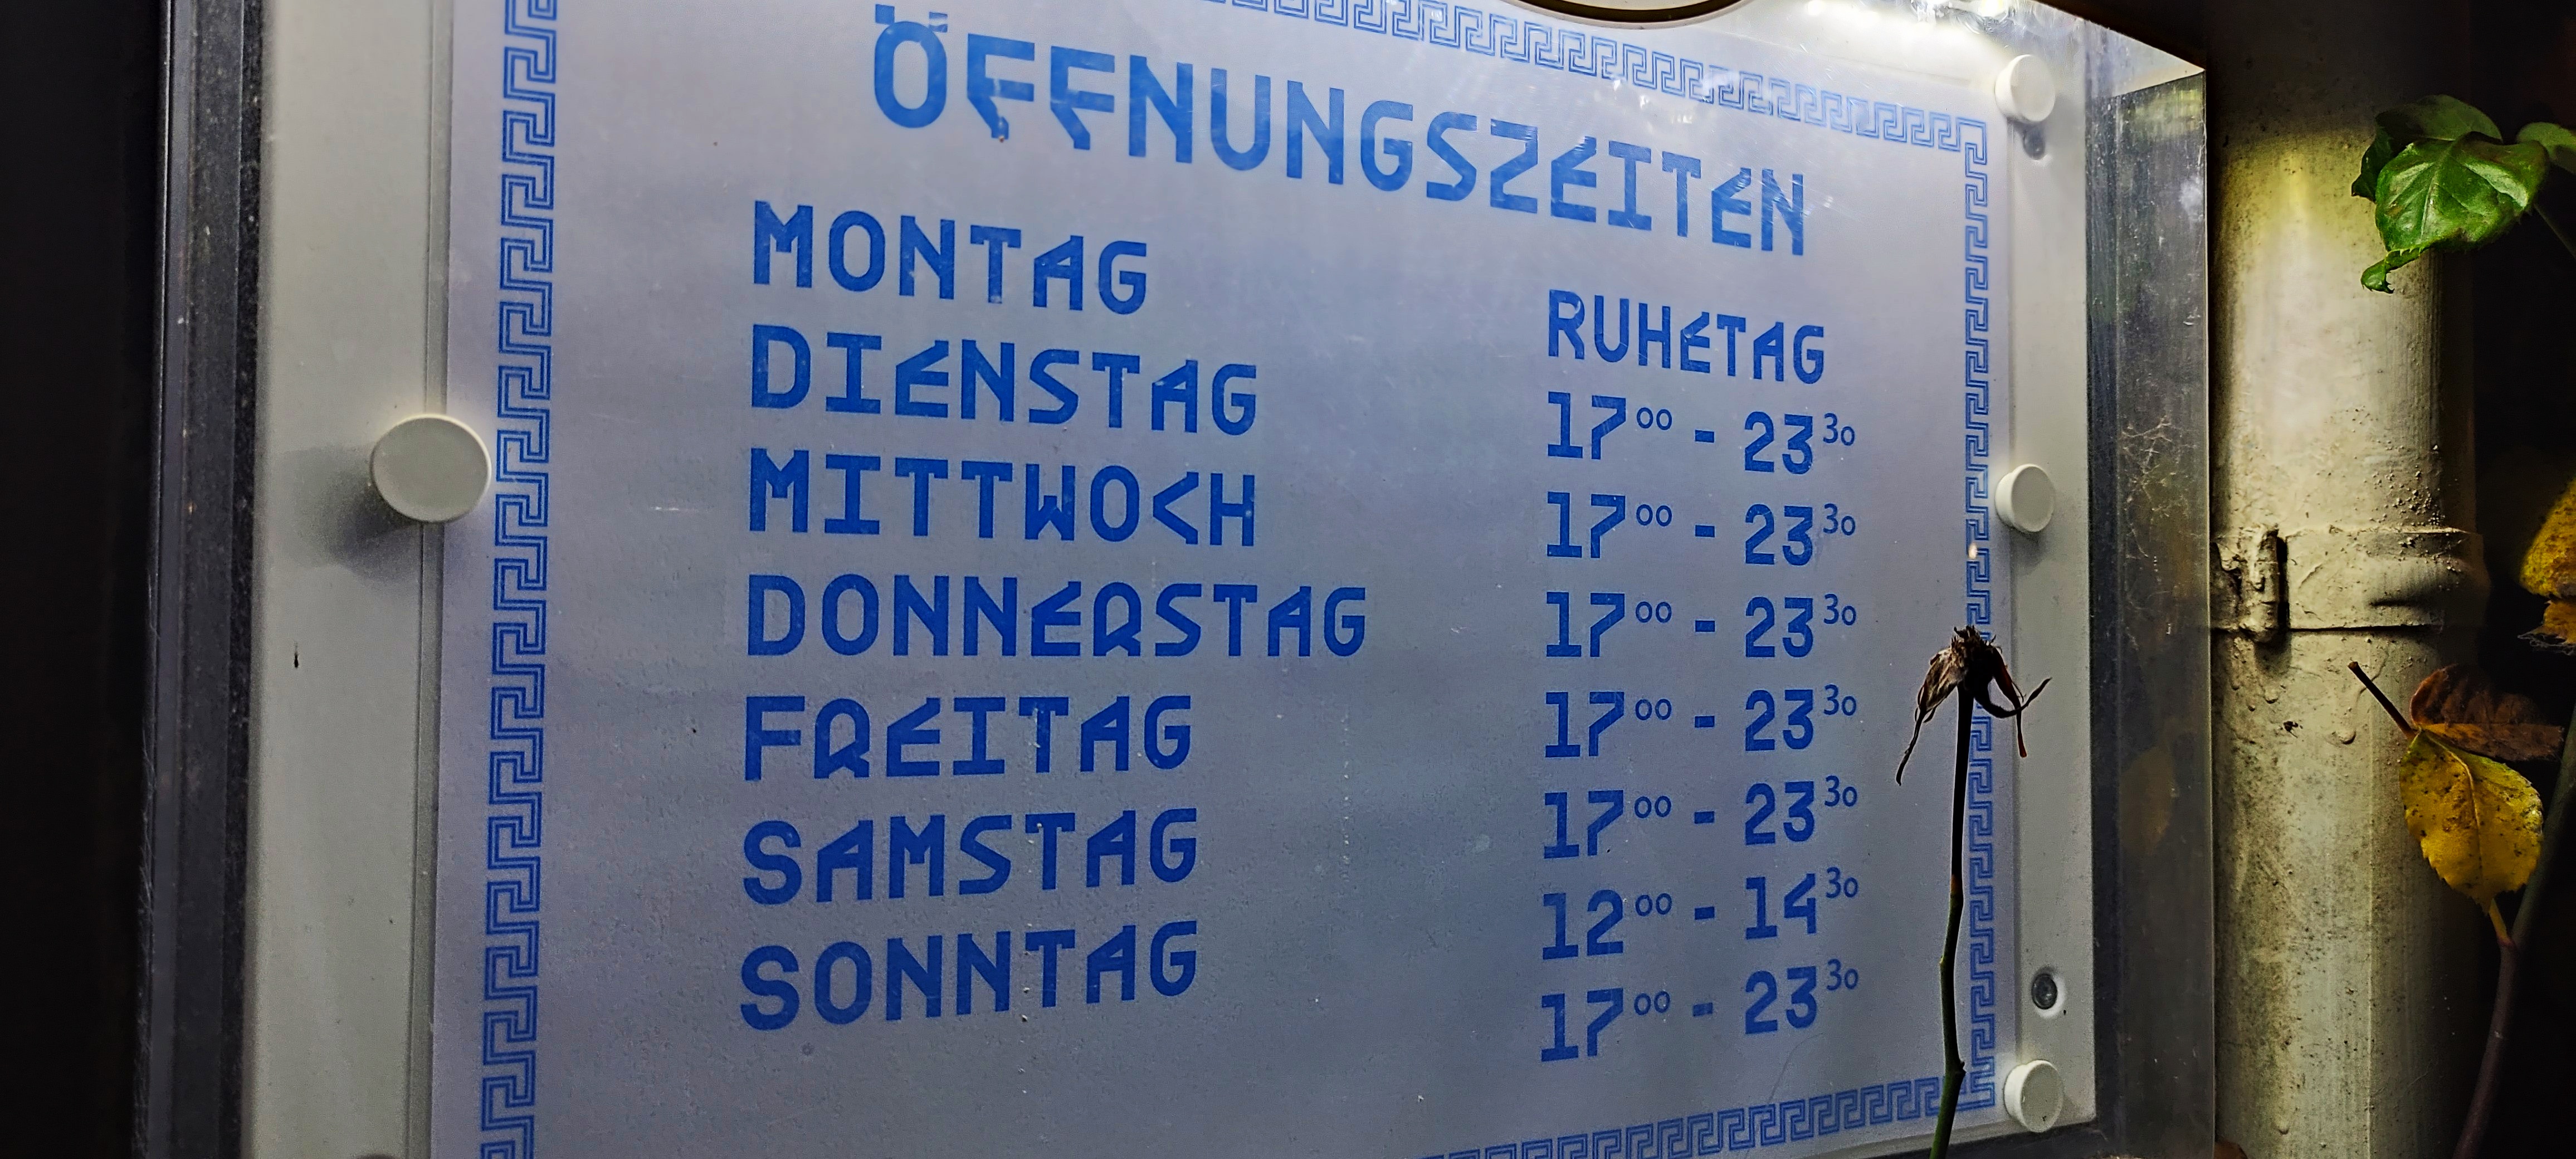 ÖFFNUNGSZEITEN
MONTAG RUHETAG
DIENSTAG 17⁰⁰ - 23³⁰
MITTWOCH 17⁰⁰ - 23³⁰
DONNERSTAG 17⁰⁰ - 23³⁰
FREITAG 17⁰⁰ - 23³⁰
SAMSTAG 17⁰⁰ - 23³⁰
SONNTAG 12⁰⁰ - 14³⁰
17⁰⁰ - 23³⁰